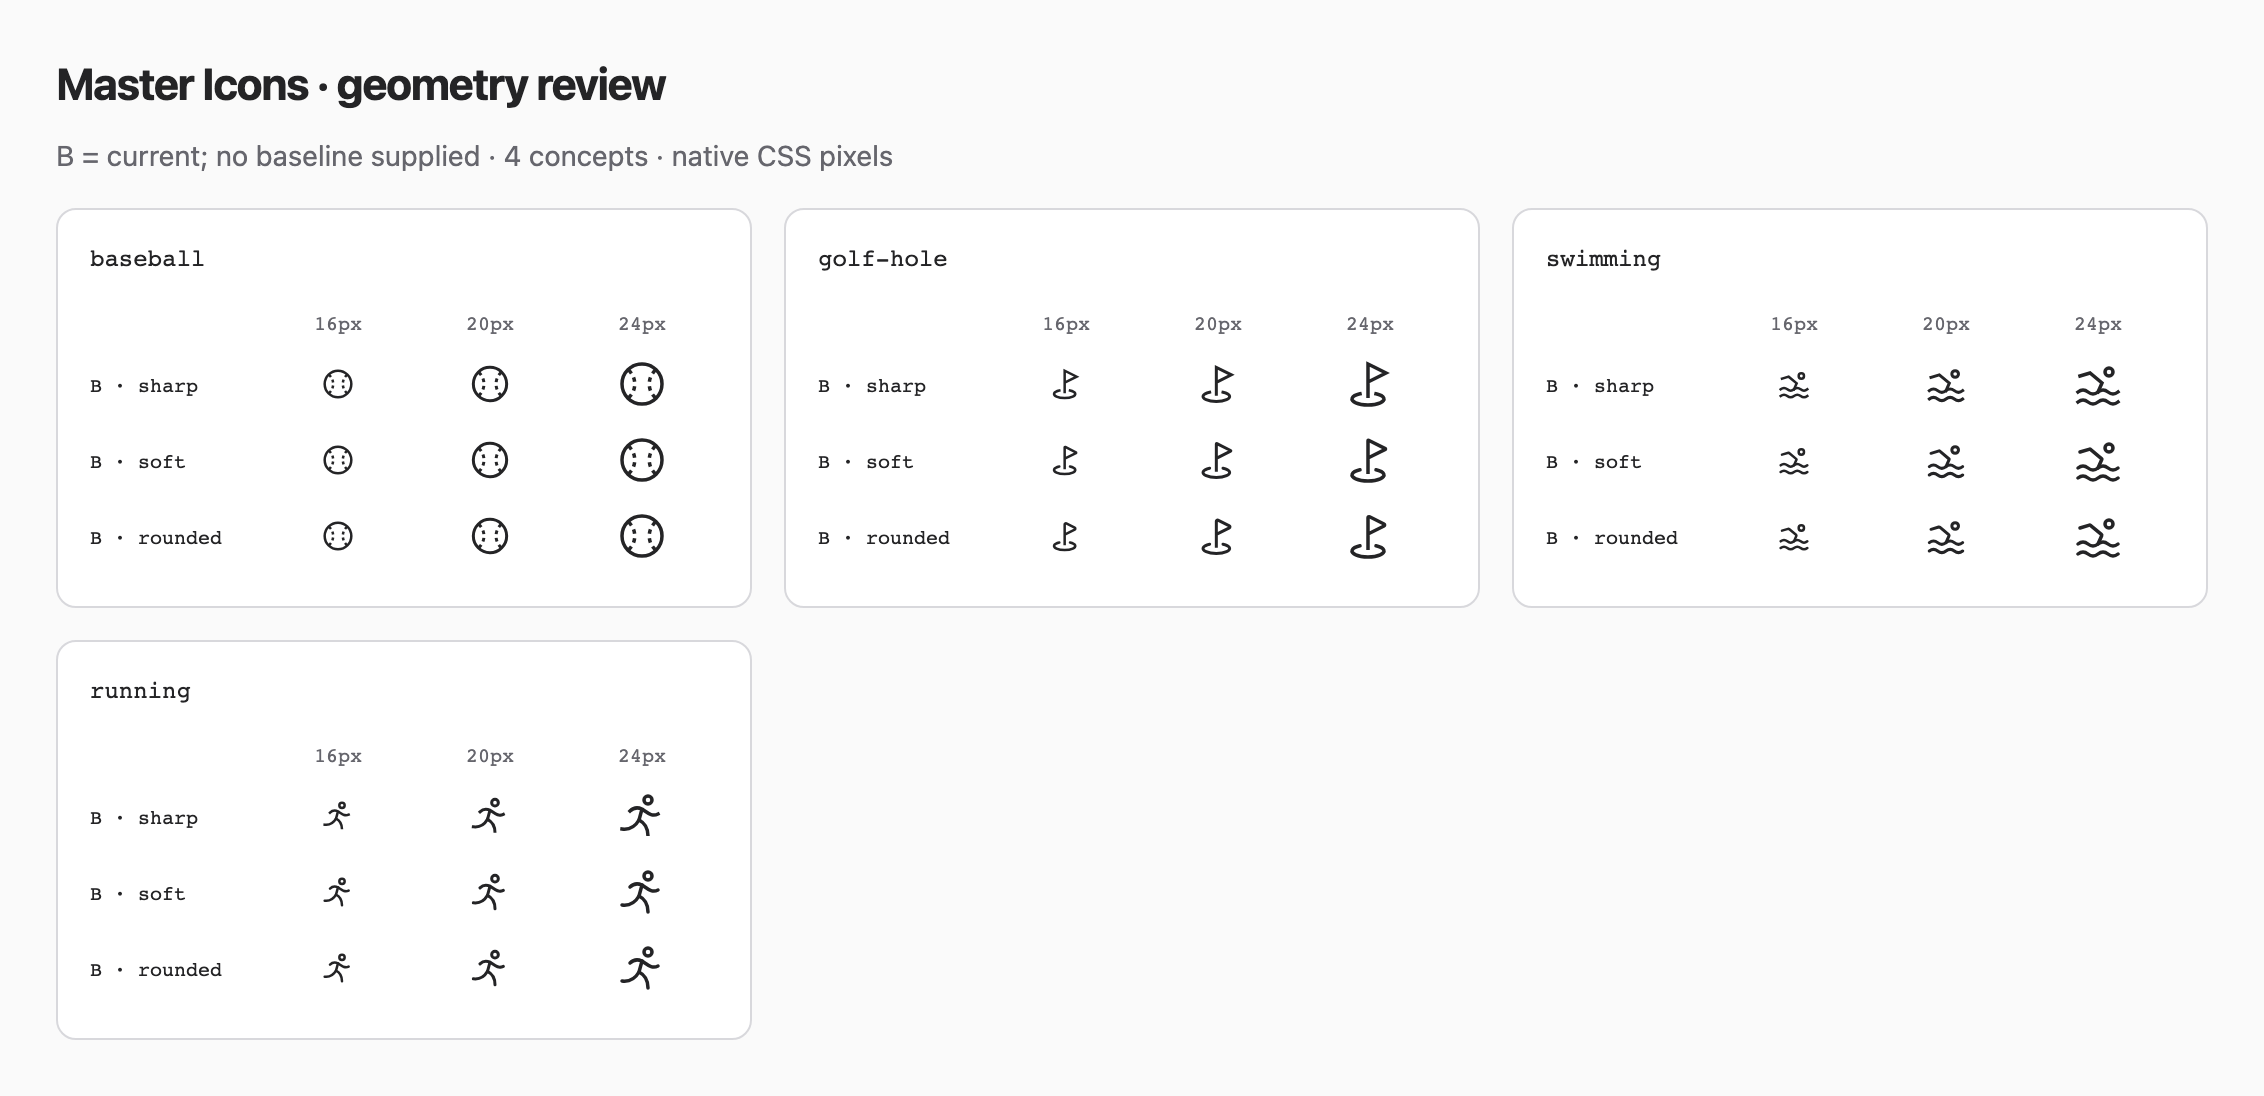 Master Icons · geometry review
B = current; no baseline supplied · 4 concepts · native CSS pixels
baseball
16px 20px 24px
B · sharp
B · soft
B · rounded
golf-hole
16px 20px 24px
B · sharp
B · soft
B · rounded
swimming
16px 20px 24px
B · sharp
B · soft
B · rounded
running
16px 20px 24px
B · sharp
B · soft
B · rounded